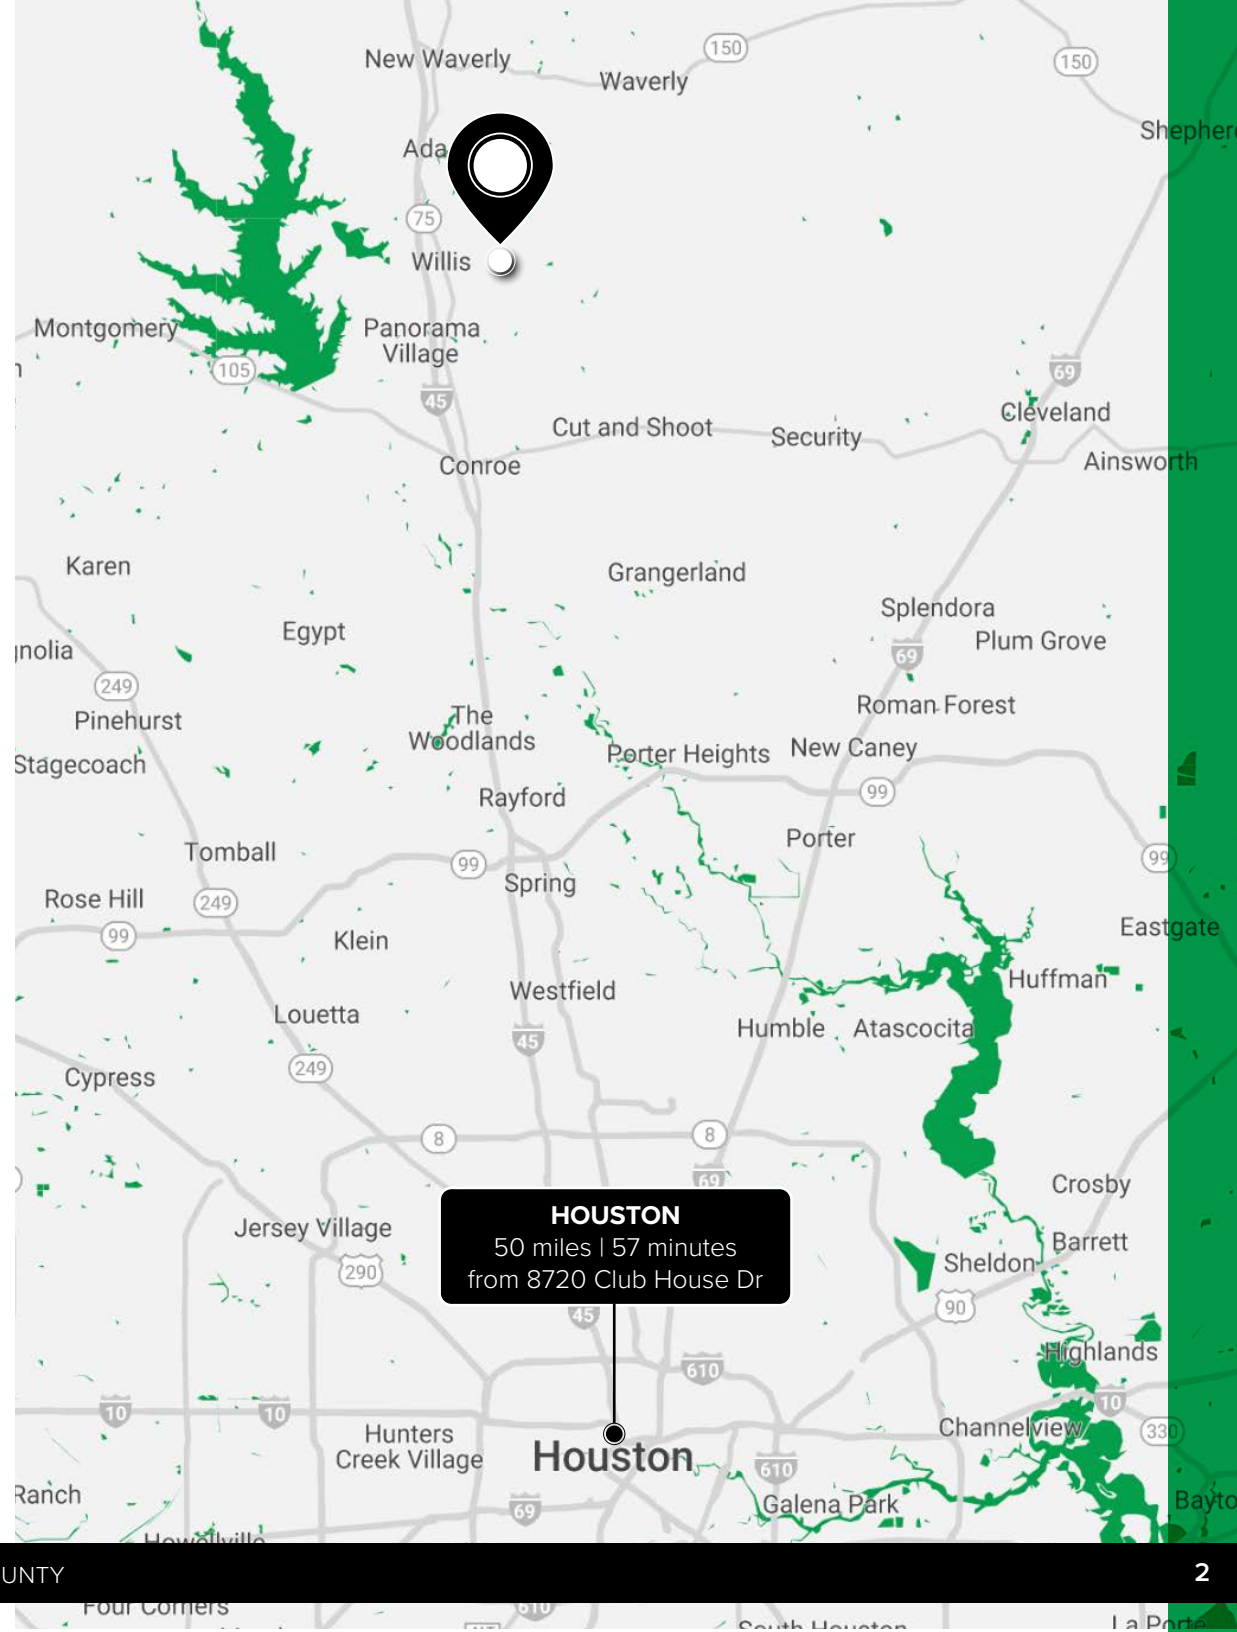 New Waverly
150
150
Waverly
Shepher
Ada
75
Willis
Montgomery
Panorama
Village
105
69
45
Cleveland
Cut and Shoot
Security
Ainsworth
Conroe
Karen
Grangerland
Splendora
Egypt
Plum Grove
gnolia
69
249
Roman Forest
The
Woodlands
Pinehurst
Porter Heights
New Caney
Stagecoach
Rayford
99
Porter
Tomball
99
99
Spring
Rose Hill
249
99
Eastgate
Klein
Huffman
Westfield
Louetta
Humble
Atascocita
45
249
Cypress
8
8
69
Crosby
HOUSTON
50 miles | 57 minutes
from 8720 Club House Dr
Jersey Village
Barrett
Sheldon
290
90
45
Highlands
610
10
10
10
Channelview
330
Hunters
Creek Village
Houston
610
Ranch
69
Galena Park
Bayto
Howellville
UNTY
2
Four Corners
610
South Houston
La Porte